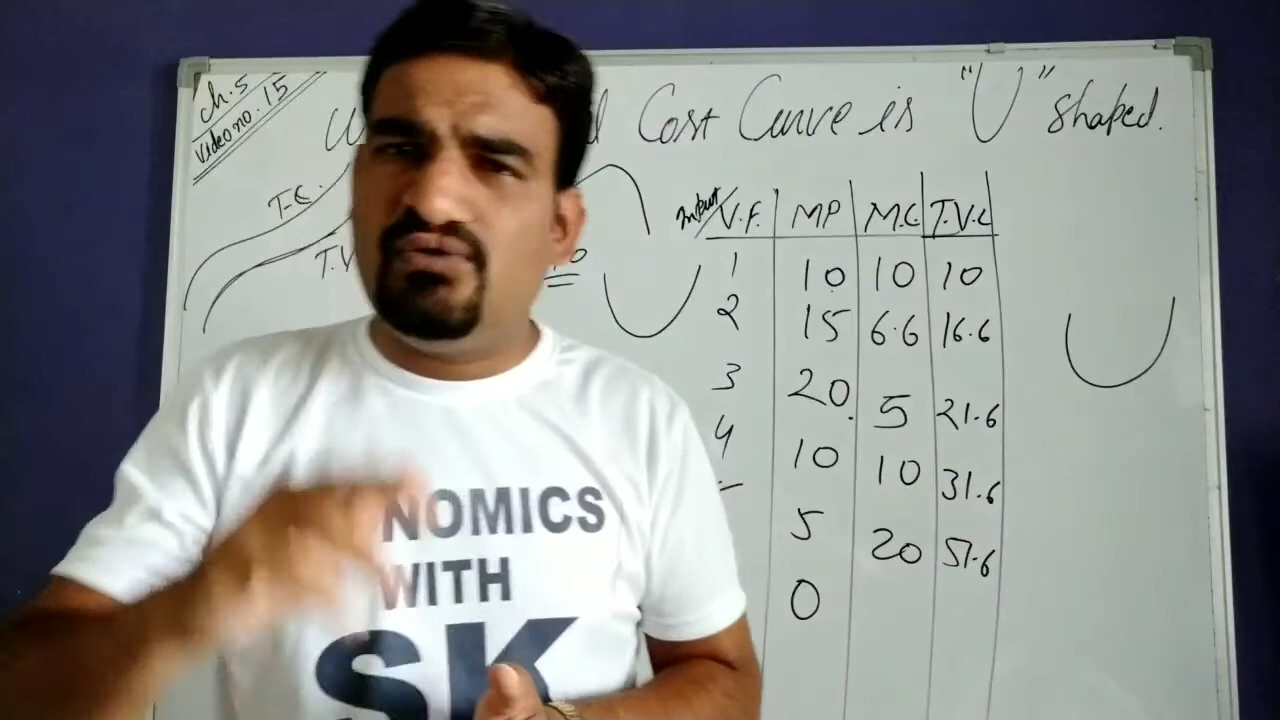 Ch. 5
Video no. 15
Cost Curve is "U" Shaped.
T.C.
T.V
Input V.F. MP M.C T.V.C
1 10 10 10
2 15 6.6 16.6
3 20 5 21.6
4 10 10 31.6
5 20 51.6
0
NOMICS
WITH
SK